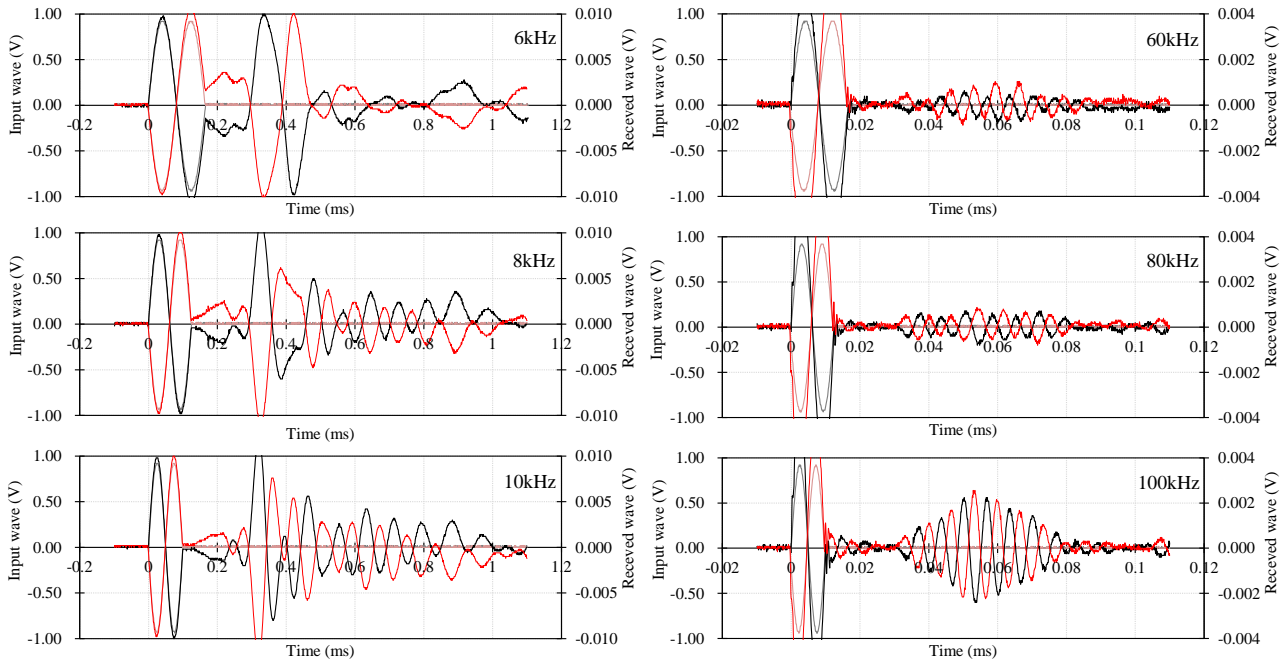 Input wave (V)
1.00 0.010
6kHz
0.50 0.005
0.00 0.000
-0.2 0 0.2 0.4 0.6 0.8 1 1.2
-0.50 -0.005
-1.00 -0.010
Receved wave (V)
Time (ms)
Input wave (V)
1.00 0.004
60kHz
0.50 0.002
0.00 0.000
-0.02 0 0.02 0.04 0.06 0.08 0.1 0.12
-0.50 -0.002
-1.00 -0.004
Receved wave (V)
Time (ms)
Input wave (V)
1.00 0.010
8kHz
0.50 0.005
0.00 0.000
-0.2 0 0.2 0.4 0.6 0.8 1 1.2
-0.50 -0.005
-1.00 -0.010
Receved wave (V)
Time (ms)
Input wave (V)
1.00 0.004
80kHz
0.50 0.002
0.00 0.000
-0.02 0 0.02 0.04 0.06 0.08 0.1 0.12
-0.50 -0.002
-1.00 -0.004
Receved wave (V)
Time (ms)
Input wave (V)
1.00 0.010
10kHz
0.50 0.005
0.00 0.000
-0.2 0 0.2 0.4 0.6 0.8 1 1.2
-0.50 -0.005
-1.00 -0.010
Receved wave (V)
Time (ms)
Input wave (V)
1.00 0.004
100kHz
0.50 0.002
0.00 0.000
-0.02 0 0.02 0.04 0.06 0.08 0.1 0.12
-0.50 -0.002
-1.00 -0.004
Receved wave (V)
Time (ms)